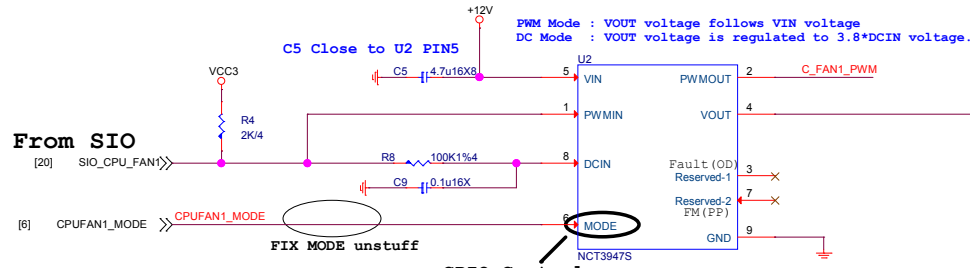 +12V
PWM Mode : VOUT voltage follows VIN voltage
DC Mode : VOUT voltage is regulated to 3.8*DCIN voltage.
C5 Close to U2 PIN5
U2
VCC3
C5 4.7u16X8
5 VIN
PWMOUT 2 C_FAN1_PWM
R4
2K/4
1 PWMIN
VOUT 4
From SIO
[20] SIO_CPU_FAN1
R8 100K1%4
8 DCIN
Fault(OD)
Reserved-1 3
C9 0.1u16X
Reserved-2 7
FM(PP)
[6] CPUFAN1_MODE CPUFAN1_MODE
6 MODE
GND 9
FIX MODE unstuff
NCT3947S